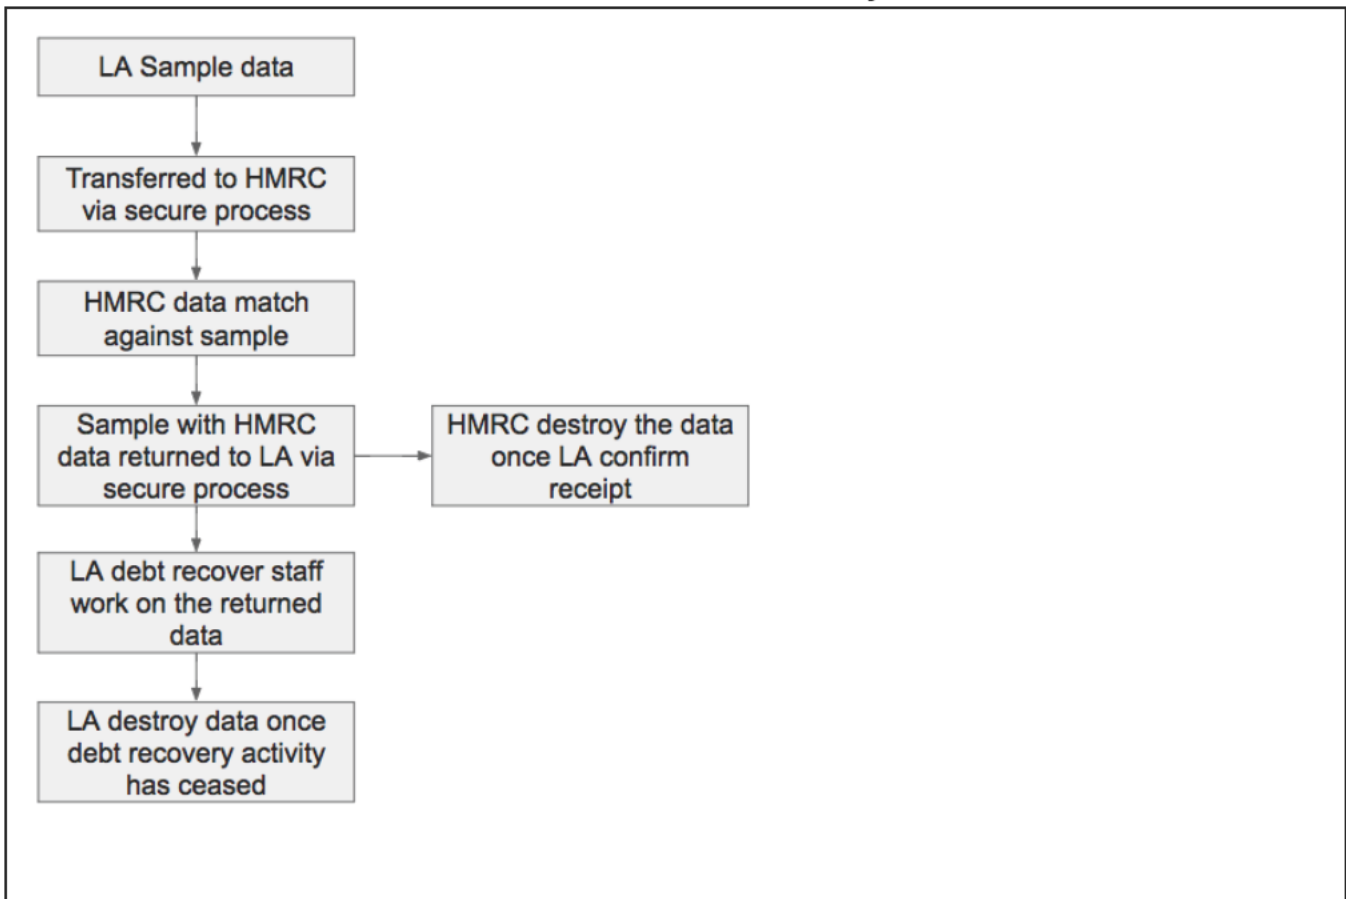 LA Sample data
Transferred to HMRC
via secure process
HMRC data match
against sample
Sample with HMRC
data returned to LA via
secure process
HMRC destroy the data
once LA confirm
receipt
LA debt recover staff
work on the returned
data
LA destroy data once
debt recovery activity
has ceased